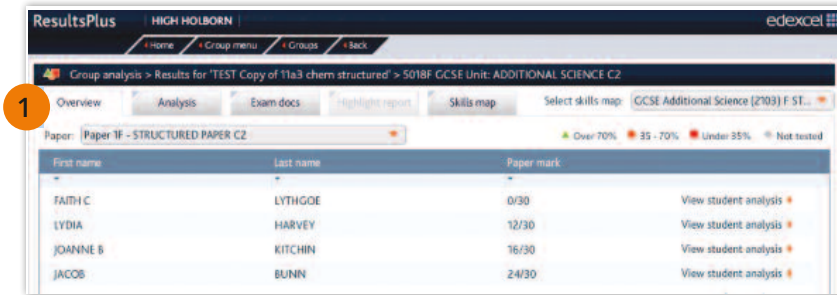 ResultsPlus HIGH HOLBORN edexcel
Home Group menu Groups Back
Group analysis > Results for 'TEST Copy of 11a3 chem structured' > 5018F GCSE Unit: ADDITIONAL SCIENCE C2
1
Overview Analysis Exam docs Highlight report Skills map Select skills map: GCSE Additional Science (2103) F ST...
Paper: Paper 1F - STRUCTURED PAPER C2 Over 70% 35 - 70% Under 35% Not tested
First name Last name Paper mark
FAITH C LYTHGOE 0/30 View student analysis
LYDIA HARVEY 12/30 View student analysis
JOANNE B KITCHIN 16/30 View student analysis
JACOB BUNN 24/30 View student analysis